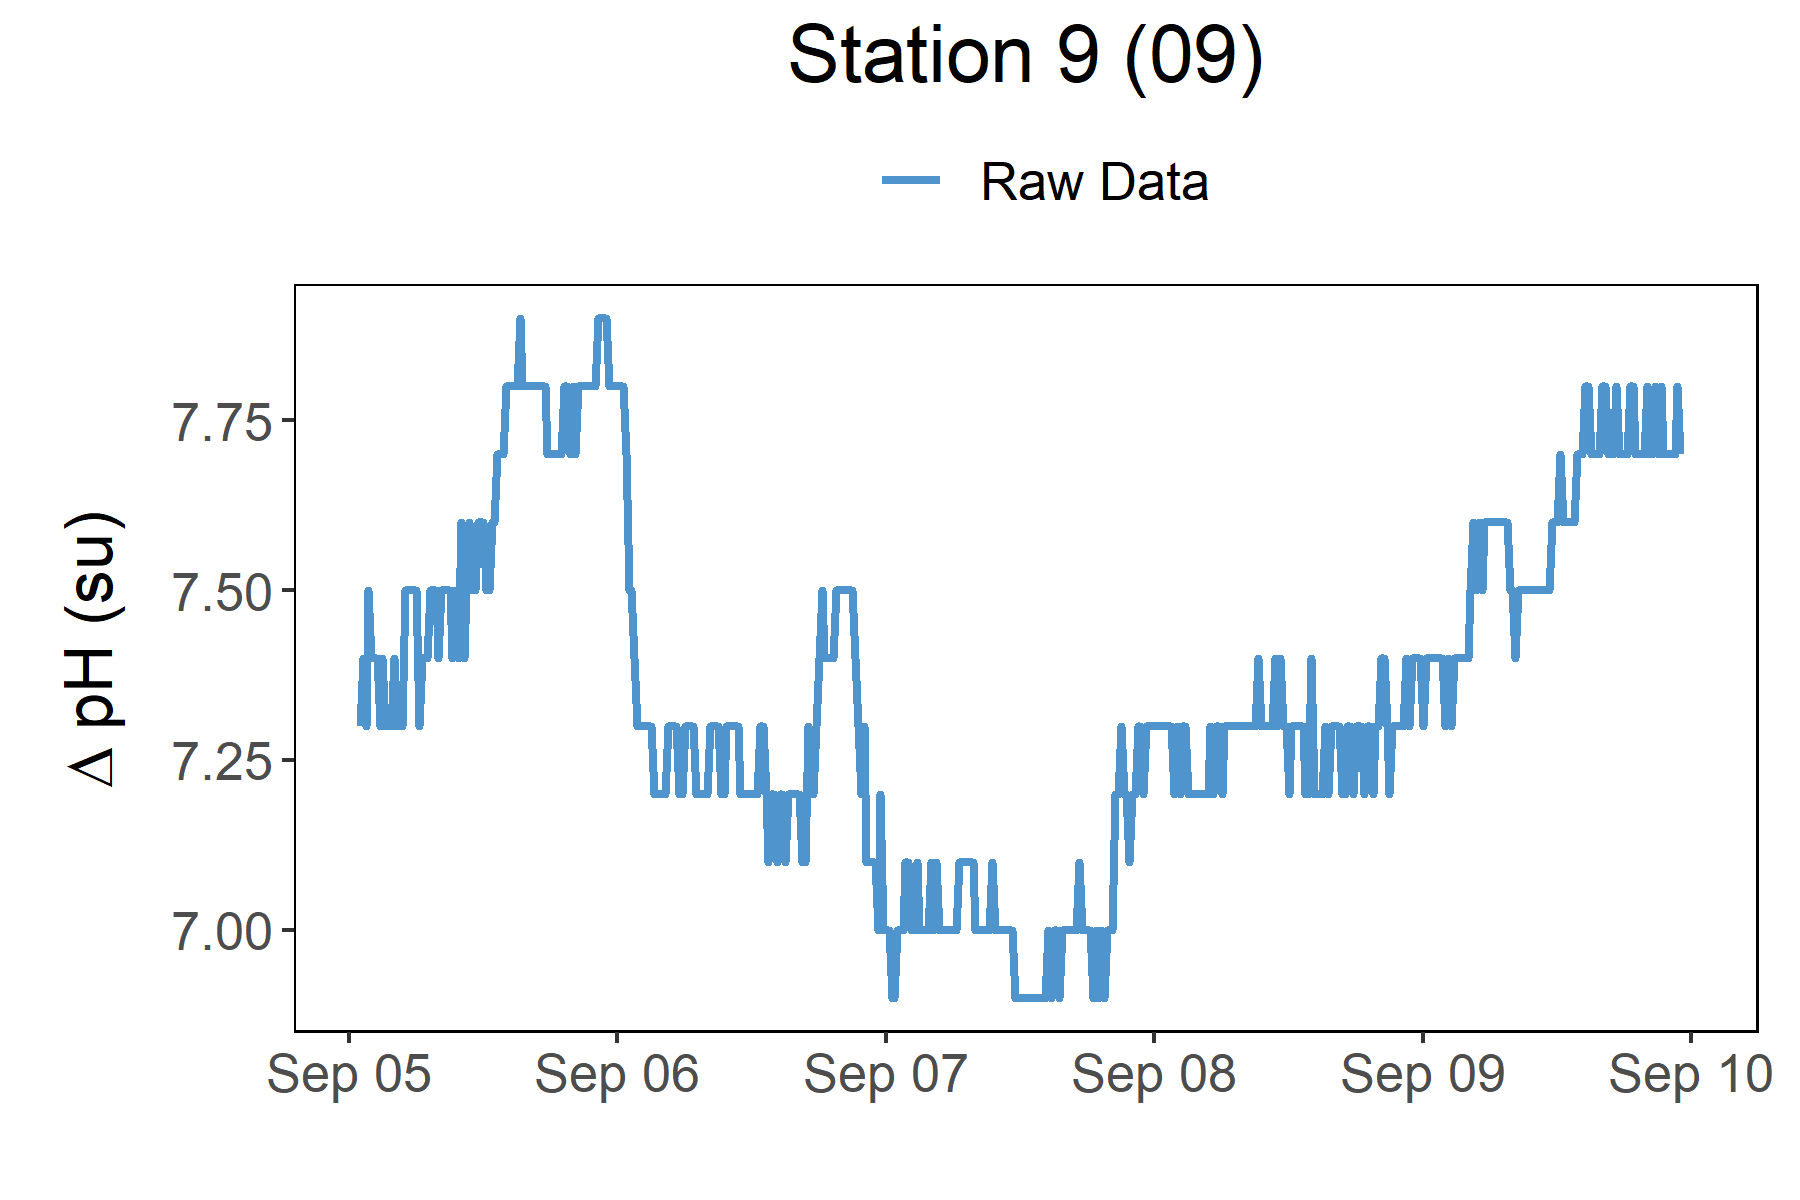 Station 9 (09)
Raw Data
Δ pH (su)
7.75
7.50
7.25
7.00
Sep 05
Sep 06
Sep 07
Sep 08
Sep 09
Sep 10